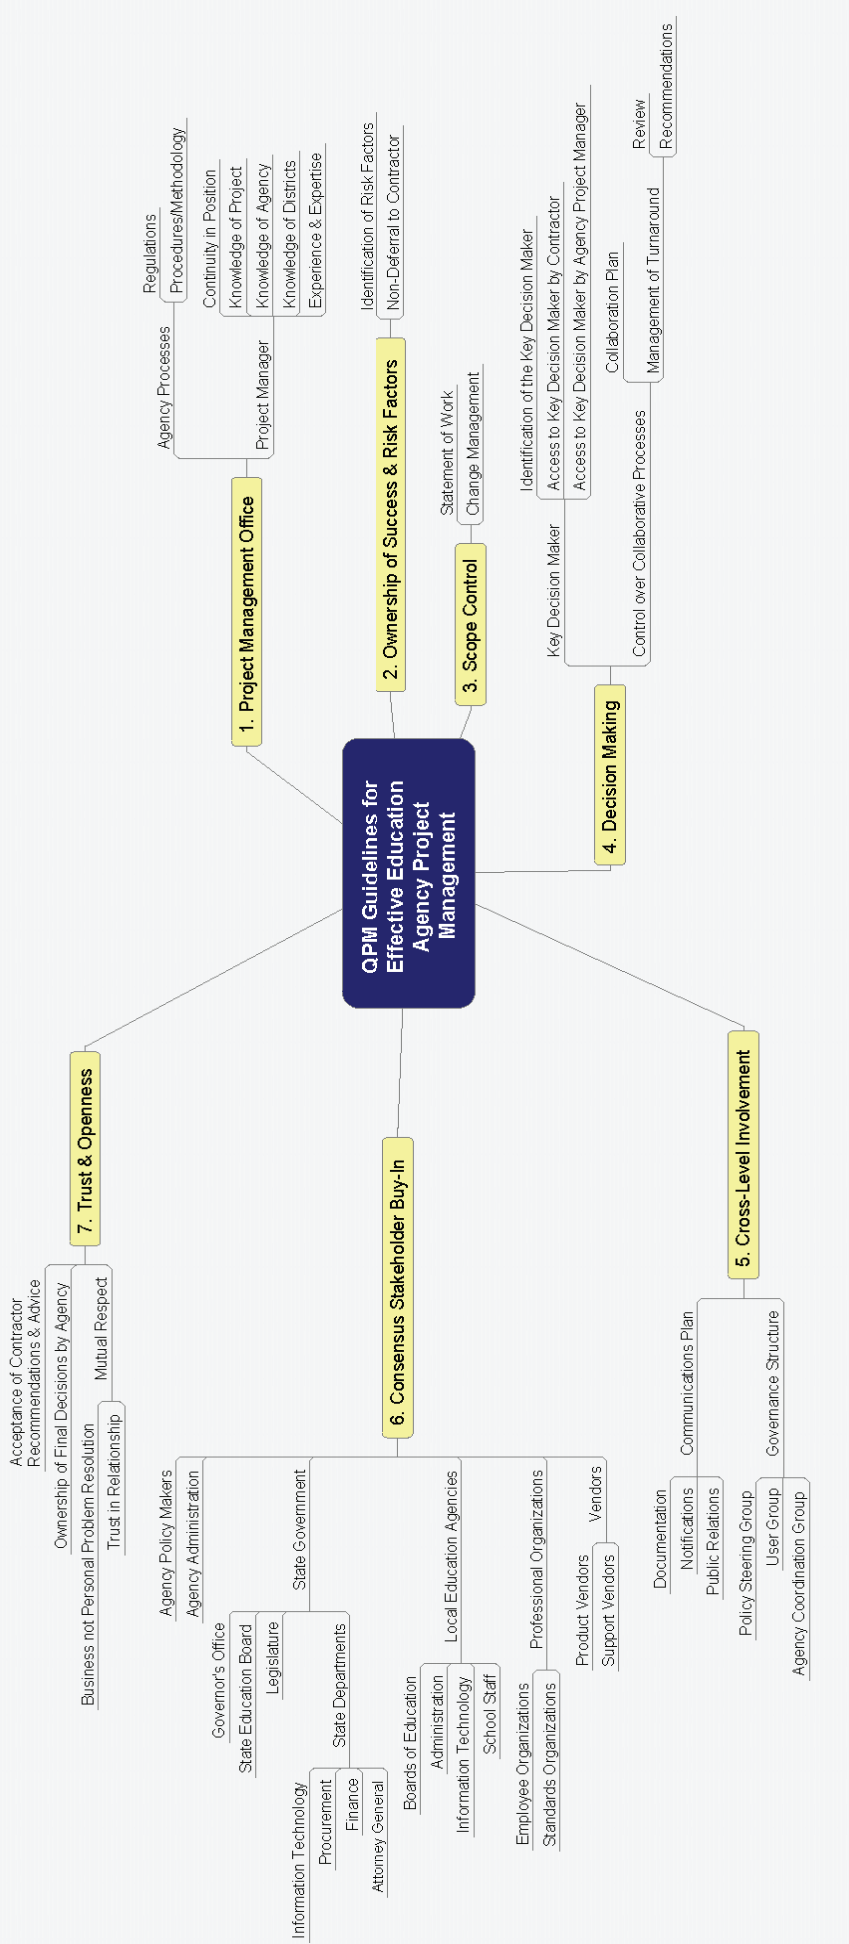 QPM Guidelines for
Effective Education
Agency Project
Management
1. Project Management Office
Agency Processes
Regulations
Procedures/Methodology
Project Manager
Continuity in Position
Knowledge of Project
Knowledge of Agency
Knowledge of Districts
Experience & Expertise
2. Ownership of Success & Risk Factors
Identification of Risk Factors
Non-Deferral to Contractor
3. Scope Control
Statement of Work
Change Management
4. Decision Making
Key Decision Maker
Identification of the Key Decision Maker
Access to Key Decision Maker by Contractor
Access to Key Decision Maker by Agency Project Manager
Control over Collaborative Processes
Collaboration Plan
Management of Turnaround
Review
Recommendations
5. Cross-Level Involvement
Communications Plan
Documentation
Notifications
Public Relations
Governance Structure
Policy Steering Group
User Group
Agency Coordination Group
6. Consensus Stakeholder Buy-In
Agency Policy Makers
Agency Administration
State Government
Governor's Office
State Education Board
Legislature
State Departments
Information Technology
Procurement
Finance
Attorney General
Local Education Agencies
Boards of Education
Administration
Information Technology
School Staff
Professional Organizations
Employee Organizations
Standards Organizations
Vendors
Product Vendors
Support Vendors
7. Trust & Openness
Acceptance of Contractor
Recommendations & Advice
Ownership of Final Decisions by Agency
Mutual Respect
Business not Personal Problem Resolution
Trust in Relationship